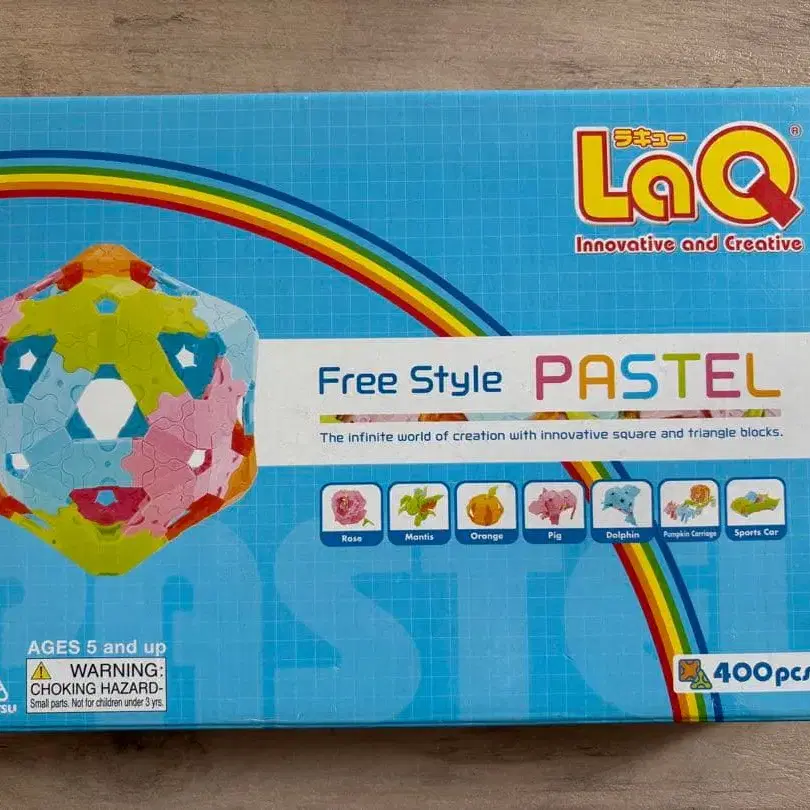 ラキュー
LaQ®
Innovative and Creative
Free Style PASTEL
The infinite world of creation with innovative square and triangle blocks.
Rose Mantis Orange Pig Dolphin Pumpkin Carriage Sports Car
PASTEL
AGES 5 and up
WARNING:
CHOKING HAZARD-
Small parts. Not for children under 3 yrs.
400pcs